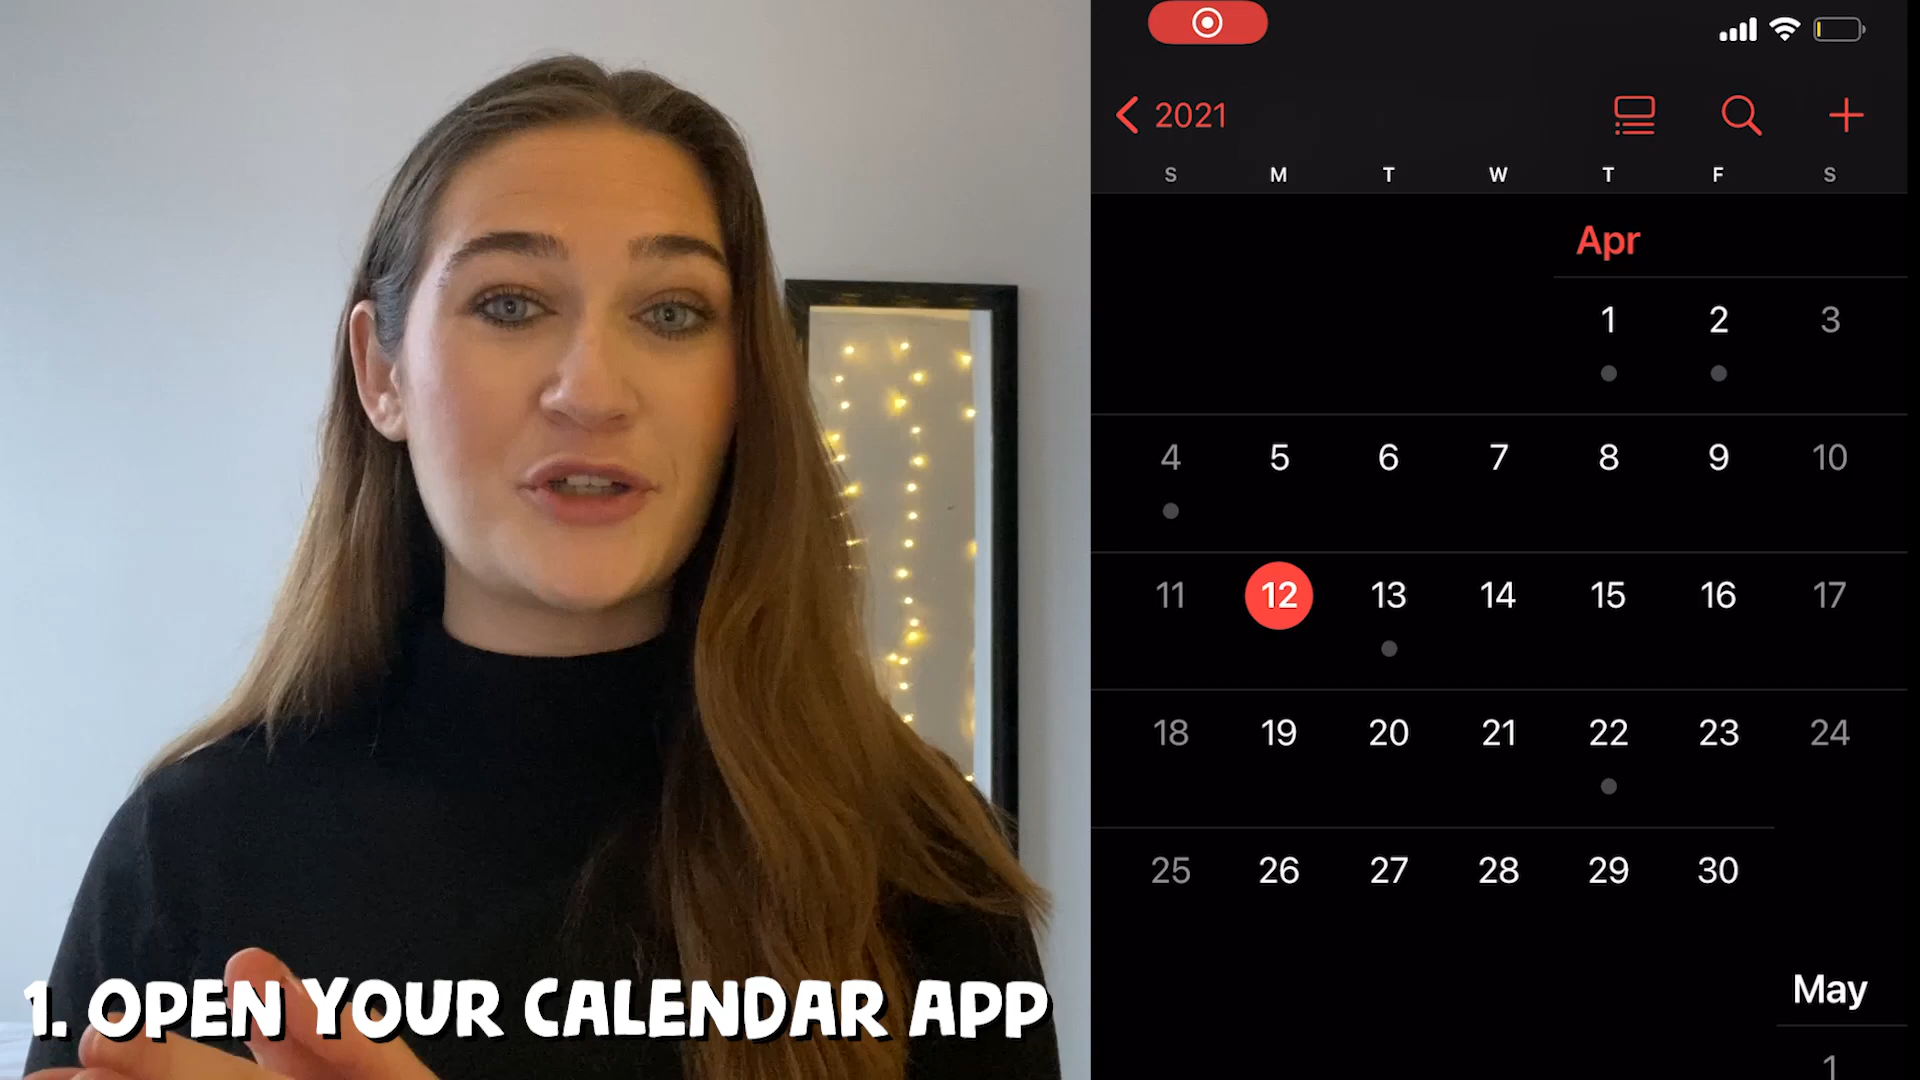 1. OPEN YOUR CALENDAR APP
2021
S M T W T F S
Apr
1 2 3
4 5 6 7 8 9 10
11 12 13 14 15 16 17
18 19 20 21 22 23 24
25 26 27 28 29 30
May
1